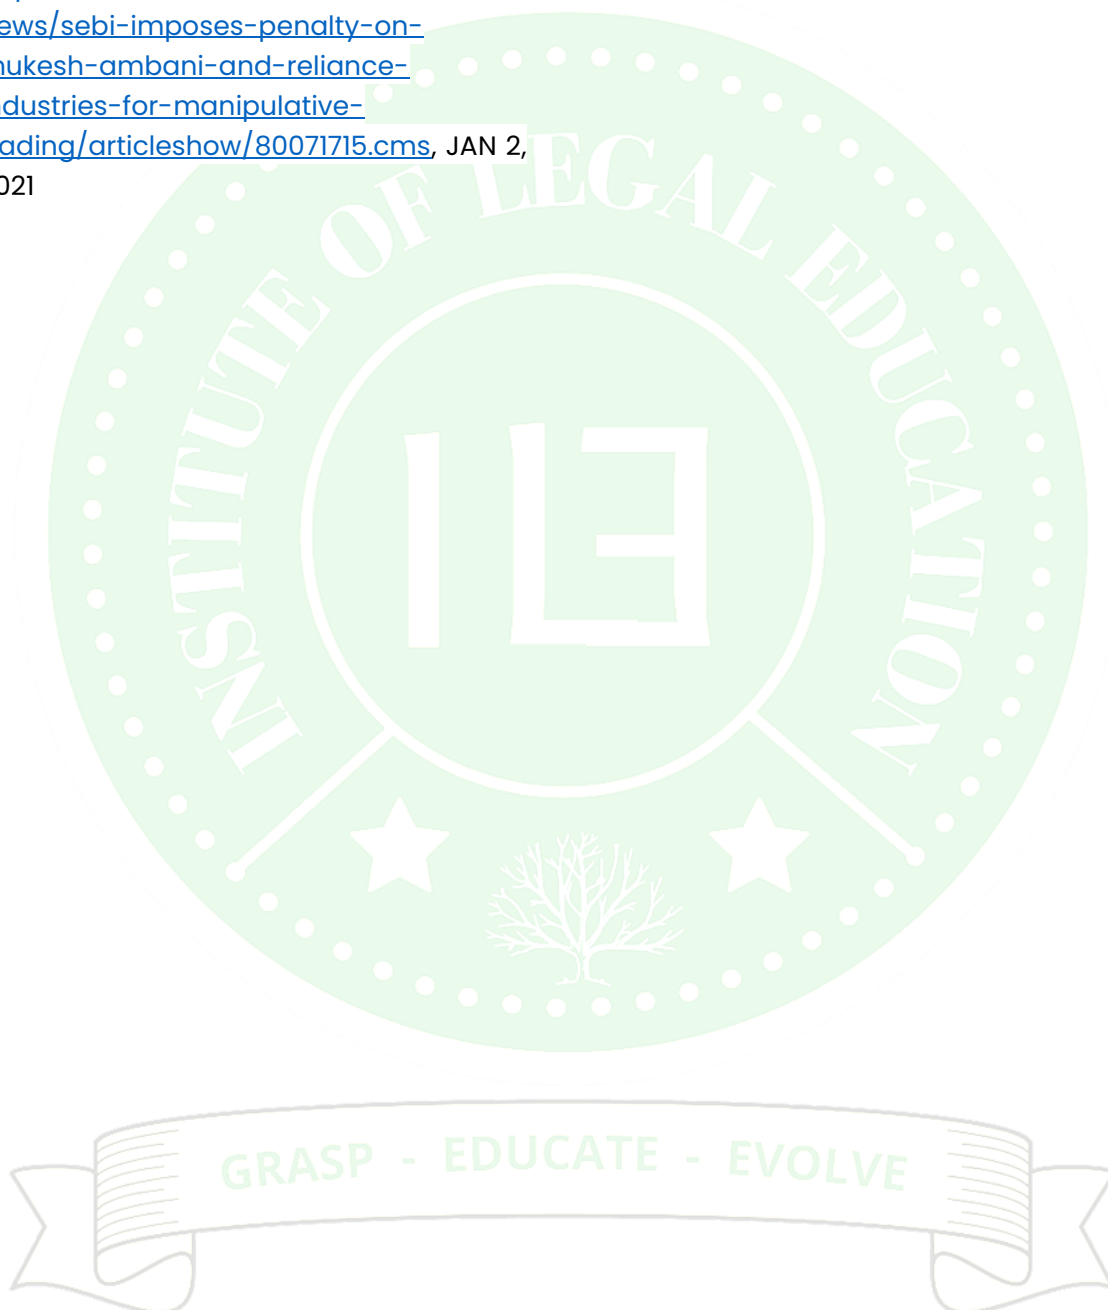 ews/sebi-imposes-penalty-on-
ukesh-ambani-and-reliance-
dustries-for-manipulative-
ading/articleshow/80071715.cms, JAN 2,
021
INSTITUTE OF LEGAL EDUCATION
ILE
GRASP - EDUCATE - EVOLVE